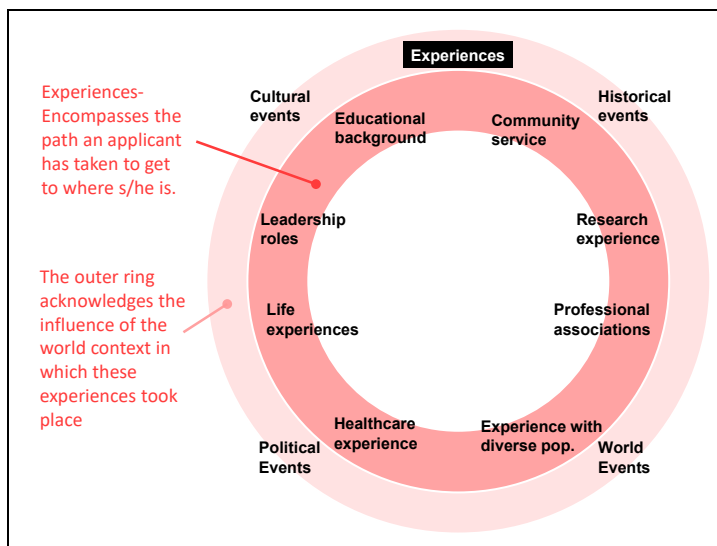 Experiences
Experiences-
Encompasses the
path an applicant
has taken to get
to where s/he is.
Cultural
events
Historical
events
Educational
background
Community
service
Leadership
roles
Research
experience
The outer ring
acknowledges the
influence of the
world context in
which these
experiences took
place
Life
experiences
Professional
associations
Healthcare
experience
Experience with
diverse pop.
Political
Events
World
Events